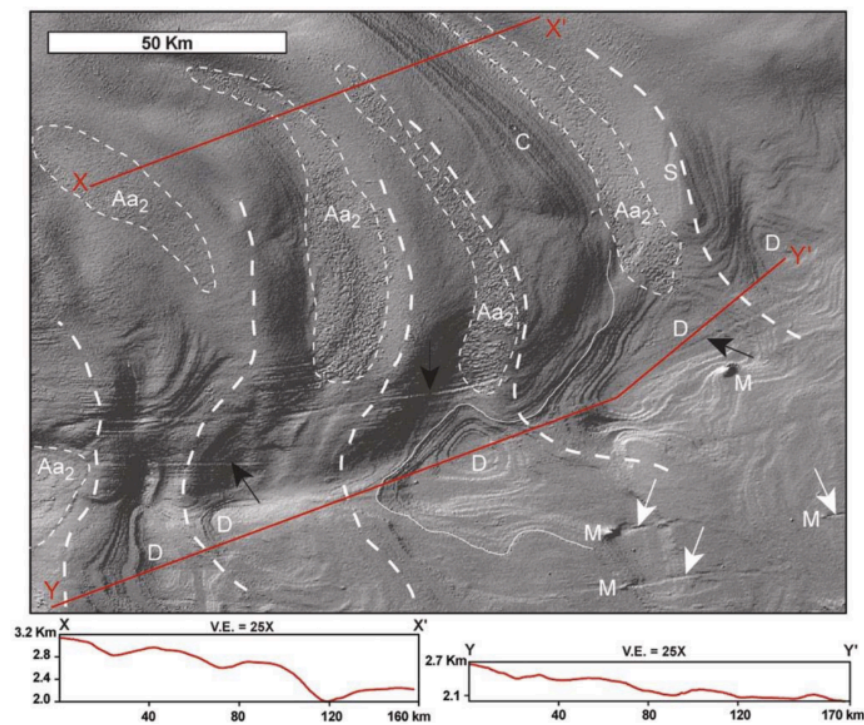 50 Km
X'
C
X
Aa2
Aa2
S
Aa2
D
Y'
Aa2
D
M
D
Aa2
M
D
M
D
M
Y
X
V.E. = 25X
X'
3.2 Km
2.8
2.4
2.0
40
80
120
160 km
Y
V.E. = 25X
Y'
2.7 Km
2.1
40
80
120
170 km